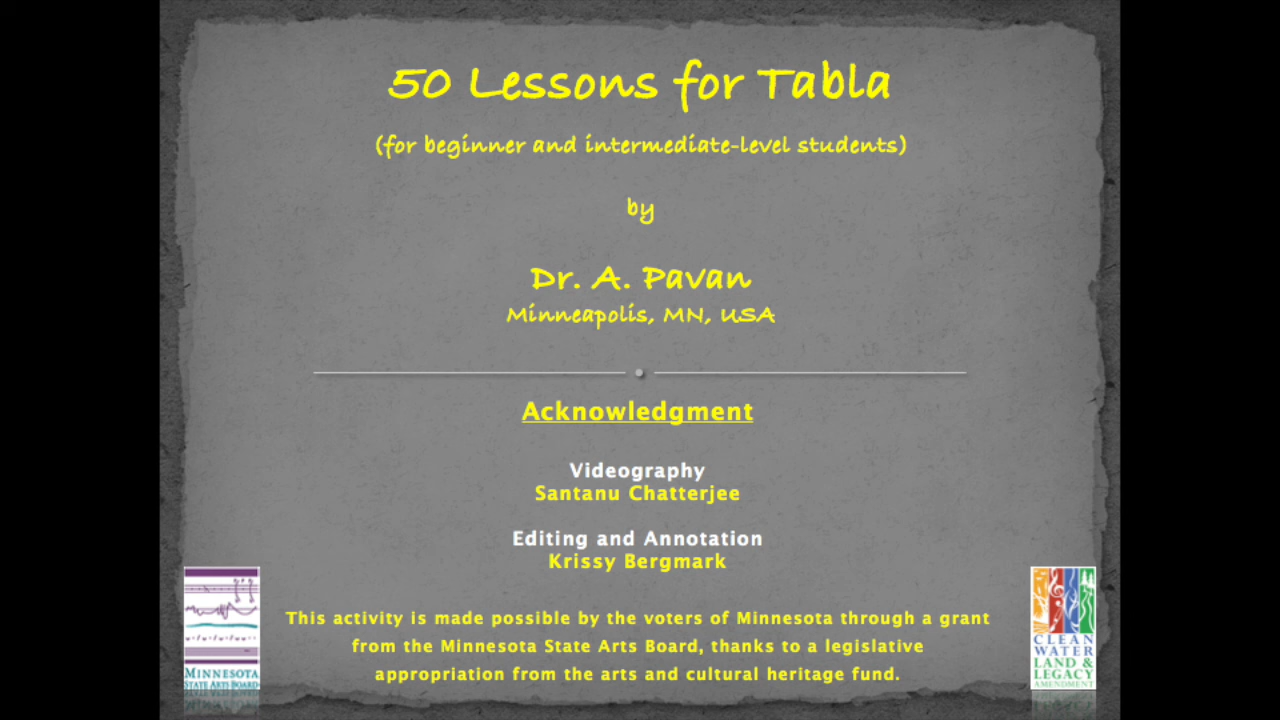 50 Lessons for Tabla
(for beginner and intermediate-level students)
by
Dr. A. Pavan
Minneapolis, MN, USA
Acknowledgment
Videography
Santanu Chatterjee
Editing and Annotation
Krissy Bergmark
This activity is made possible by the voters of Minnesota through a grant
from the Minnesota State Arts Board, thanks to a legislative
appropriation from the arts and cultural heritage fund.
MINNESOTA
STATE ARTS BOARD
CLEAN
WATER
LAND &
LEGACY
AMENDMENT